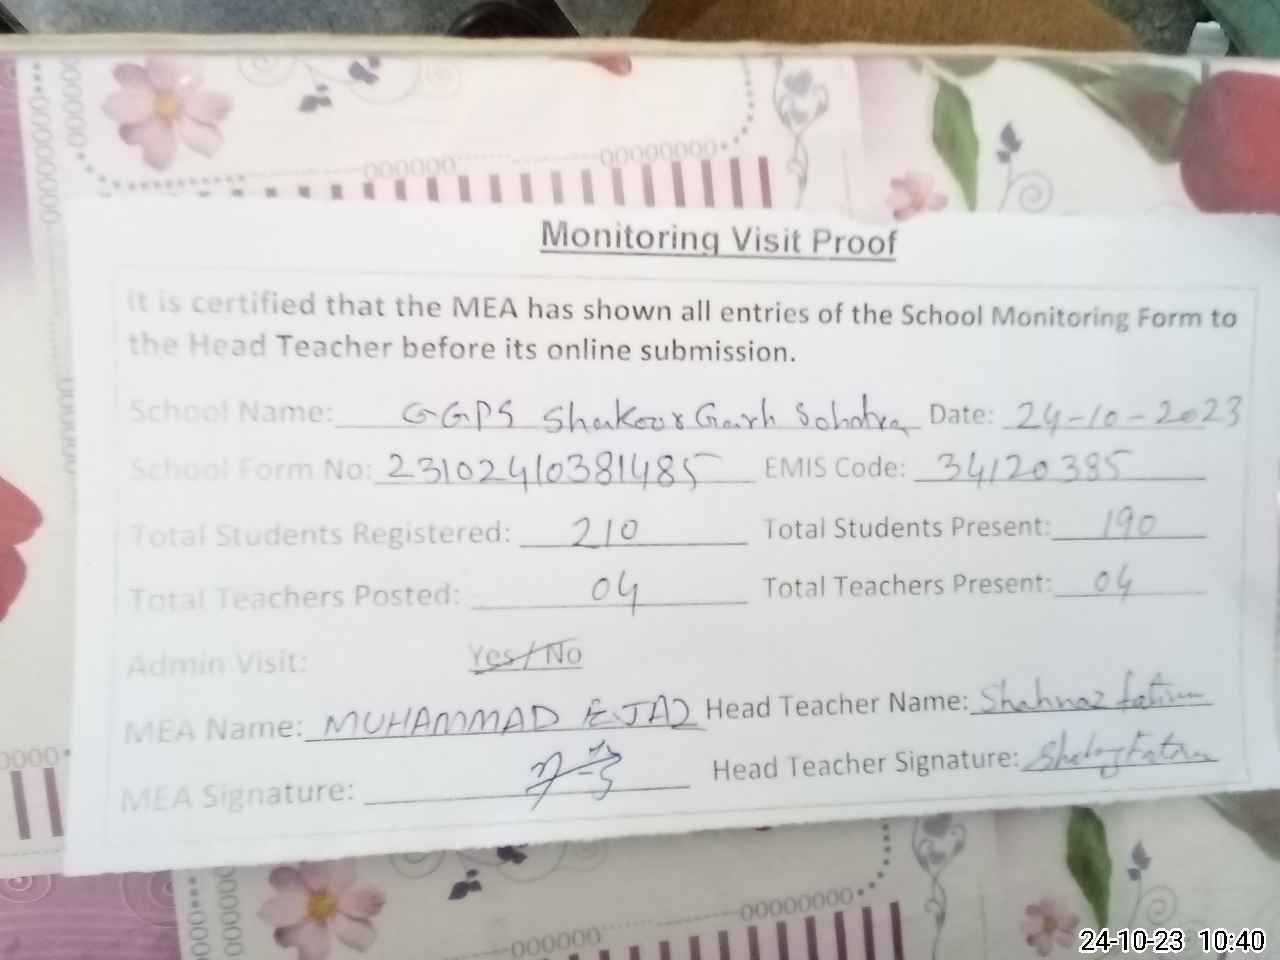 Monitoring Visit Proof
It is certified that the MEA has shown all entries of the School Monitoring Form to
the Head Teacher before its online submission.
School Name: GGPS Shakoor Garh Sohotra Date: 24-10-2023
School Form No: 23102410381485 EMIS Code: 34120385
Total Students Registered: 210 Total Students Present: 190
Total Teachers Posted: 04 Total Teachers Present: 04
Admin Visit: Yes/No
MEA Name: MUHAMMAD EJAZ Head Teacher Name: Shahnaz fatima
MEA Signature: Head Teacher Signature:
24-10-23 10:40